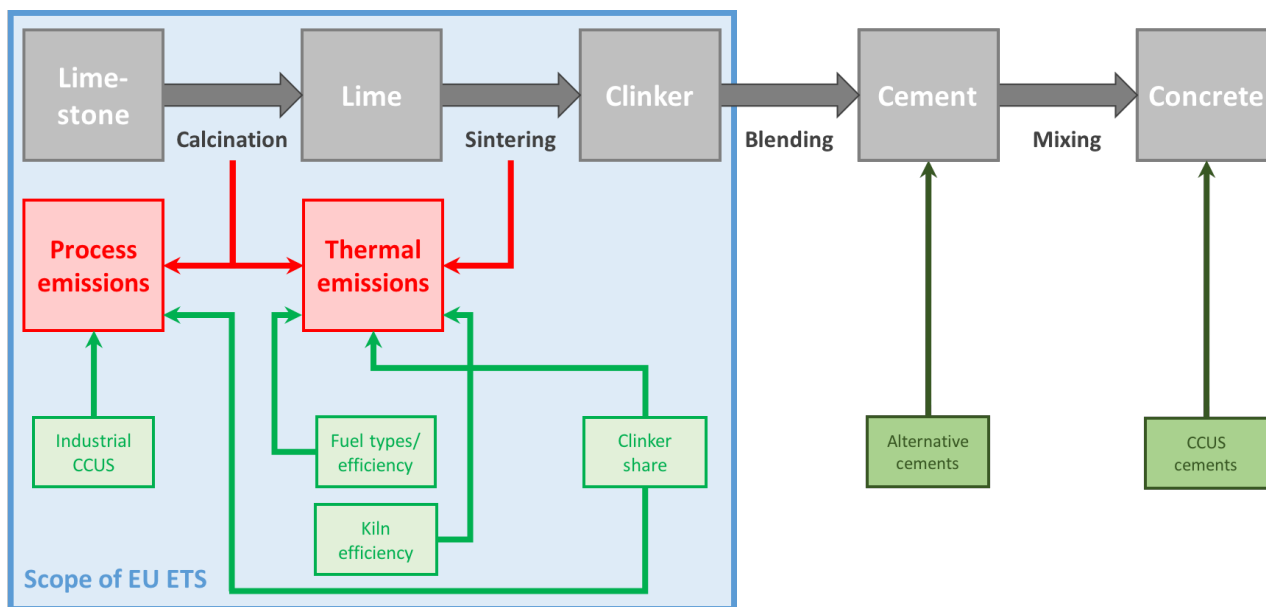 Lime-
stone
Lime
Clinker
Cement
Concrete
Calcination
Sintering
Blending
Mixing
Process
emissions
Thermal
emissions
Industrial
CCUS
Fuel types/
efficiency
Clinker
share
Alternative
cements
CCUS
cements
Kiln
efficiency
Scope of EU ETS